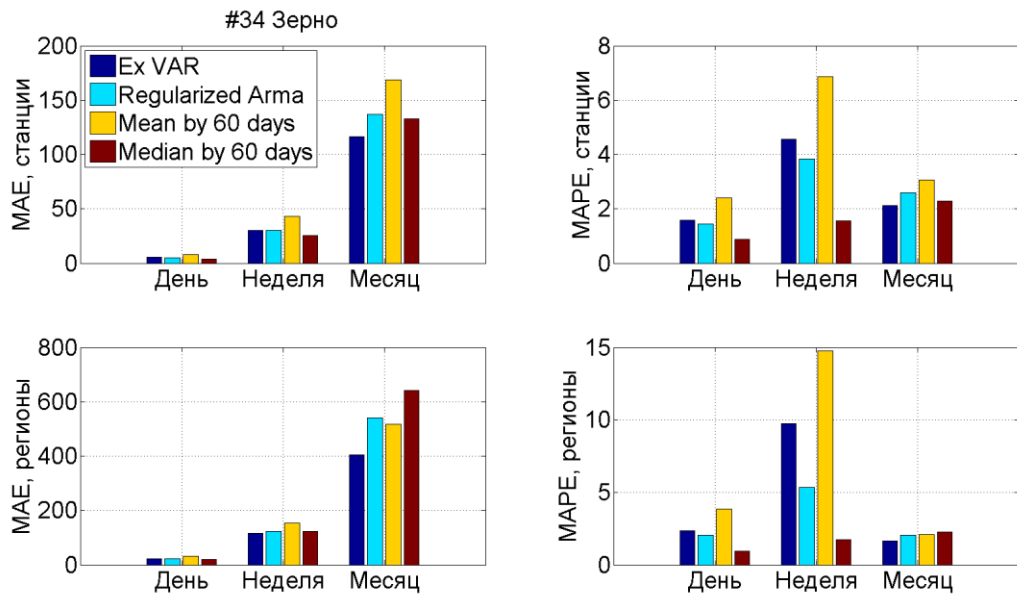 #34 Зерно
MAE, станции
200
150
100
50
0
Ex VAR
Regularized Arma
Mean by 60 days
Median by 60 days
День Неделя Месяц
MAPE, станции
8
6
4
2
0
День Неделя Месяц
MAE, регионы
800
600
400
200
0
День Неделя Месяц
MAPE, регионы
15
10
5
0
День Неделя Месяц